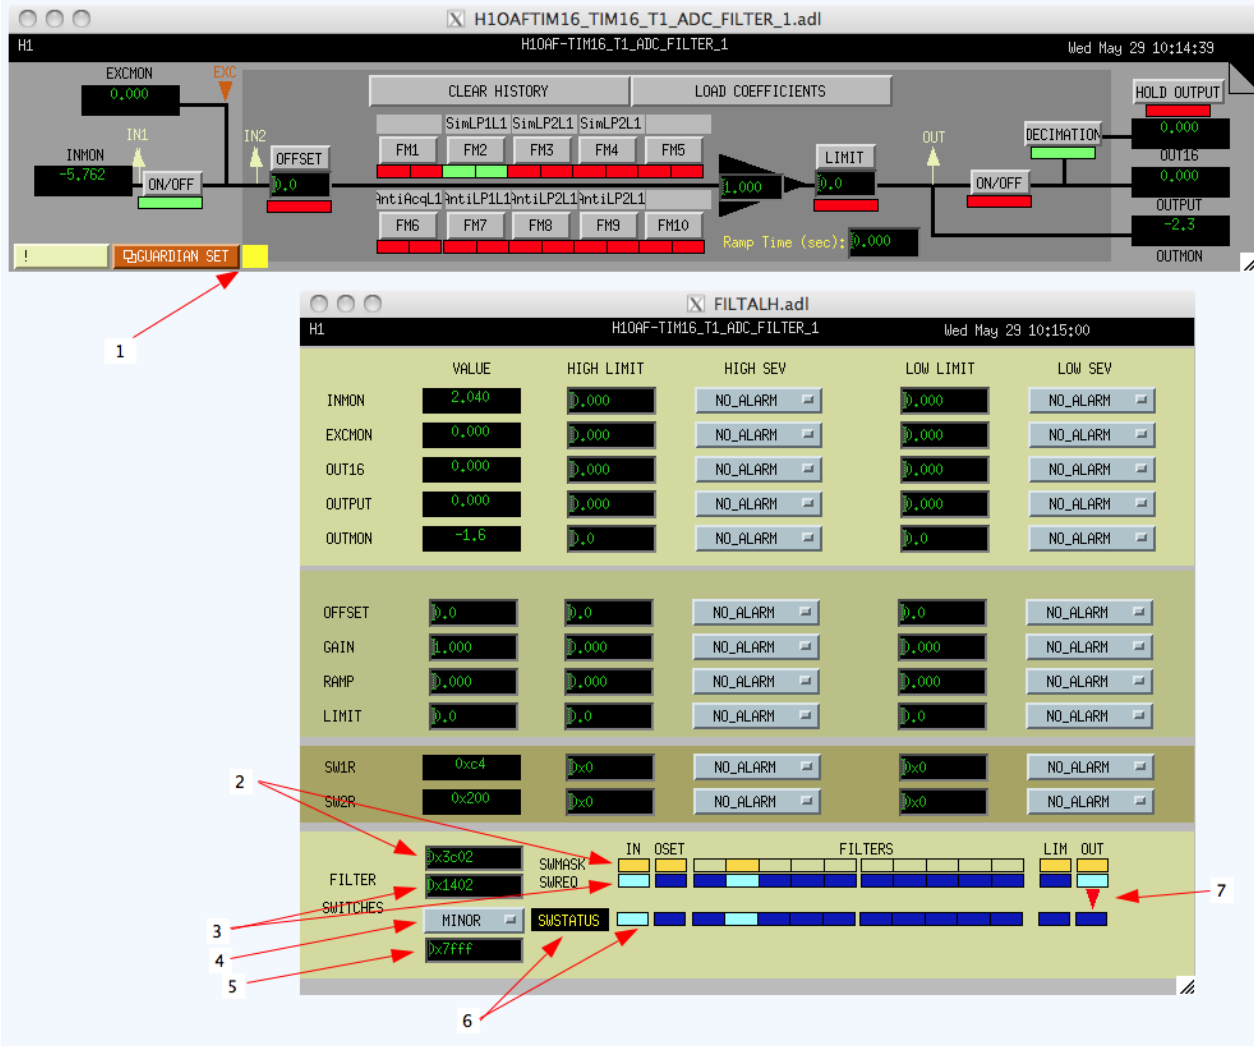 H1OAFTIM16_TIM16_T1_ADC_FILTER_1.adl
H1 H1OAF-TIM16_T1_ADC_FILTER_1 Wed May 29 10:14:39
EXCMON EXC
0.000
CLEAR HISTORY LOAD COEFFICIENTS
HOLD OUTPUT
SimLP1L1 SimLP2L1 SimLP2L1
IN1 IN2 OUT DECIMATION 0.000
FM1 FM2 FM3 FM4 FM5
INMON OFFSET LIMIT OUT16
-5.762 ON/OFF 0.0 1.000 0.0 ON/OFF 0.000
AntiAcqL1 AntiLP1L1 AntiLP2L1 AntiLP2L1
OUTPUT
FM6 FM7 FM8 FM9 FM10 -2.3
Ramp Time (sec): 0.000
! GUARDIAN SET OUTMON
1
FILTALH.adl
H1 H1OAF-TIM16_T1_ADC_FILTER_1 Wed May 29 10:15:00
VALUE HIGH LIMIT HIGH SEV LOW LIMIT LOW SEV
INMON 2.040 0.000 NO_ALARM 0.000 NO_ALARM
EXCMON 0.000 0.000 NO_ALARM 0.000 NO_ALARM
OUT16 0.000 0.000 NO_ALARM 0.000 NO_ALARM
OUTPUT 0.000 0.000 NO_ALARM 0.000 NO_ALARM
OUTMON -1.6 0.0 NO_ALARM 0.0 NO_ALARM
OFFSET 0.0 0.0 NO_ALARM 0.0 NO_ALARM
GAIN 1.000 0.000 NO_ALARM 0.000 NO_ALARM
RAMP 0.000 0.000 NO_ALARM 0.000 NO_ALARM
LIMIT 0.0 0.0 NO_ALARM 0.0 NO_ALARM
SW1R 0xc4 0x0 NO_ALARM 0x0 NO_ALARM
2
SW2R 0x200 0x0 NO_ALARM 0x0 NO_ALARM
IN OSET FILTERS LIM OUT
0x3c02 SWMASK
FILTER 0x1402 SWREQ
7
SWITCHES
3 MINOR SWSTATUS
4
0x7fff
5
6